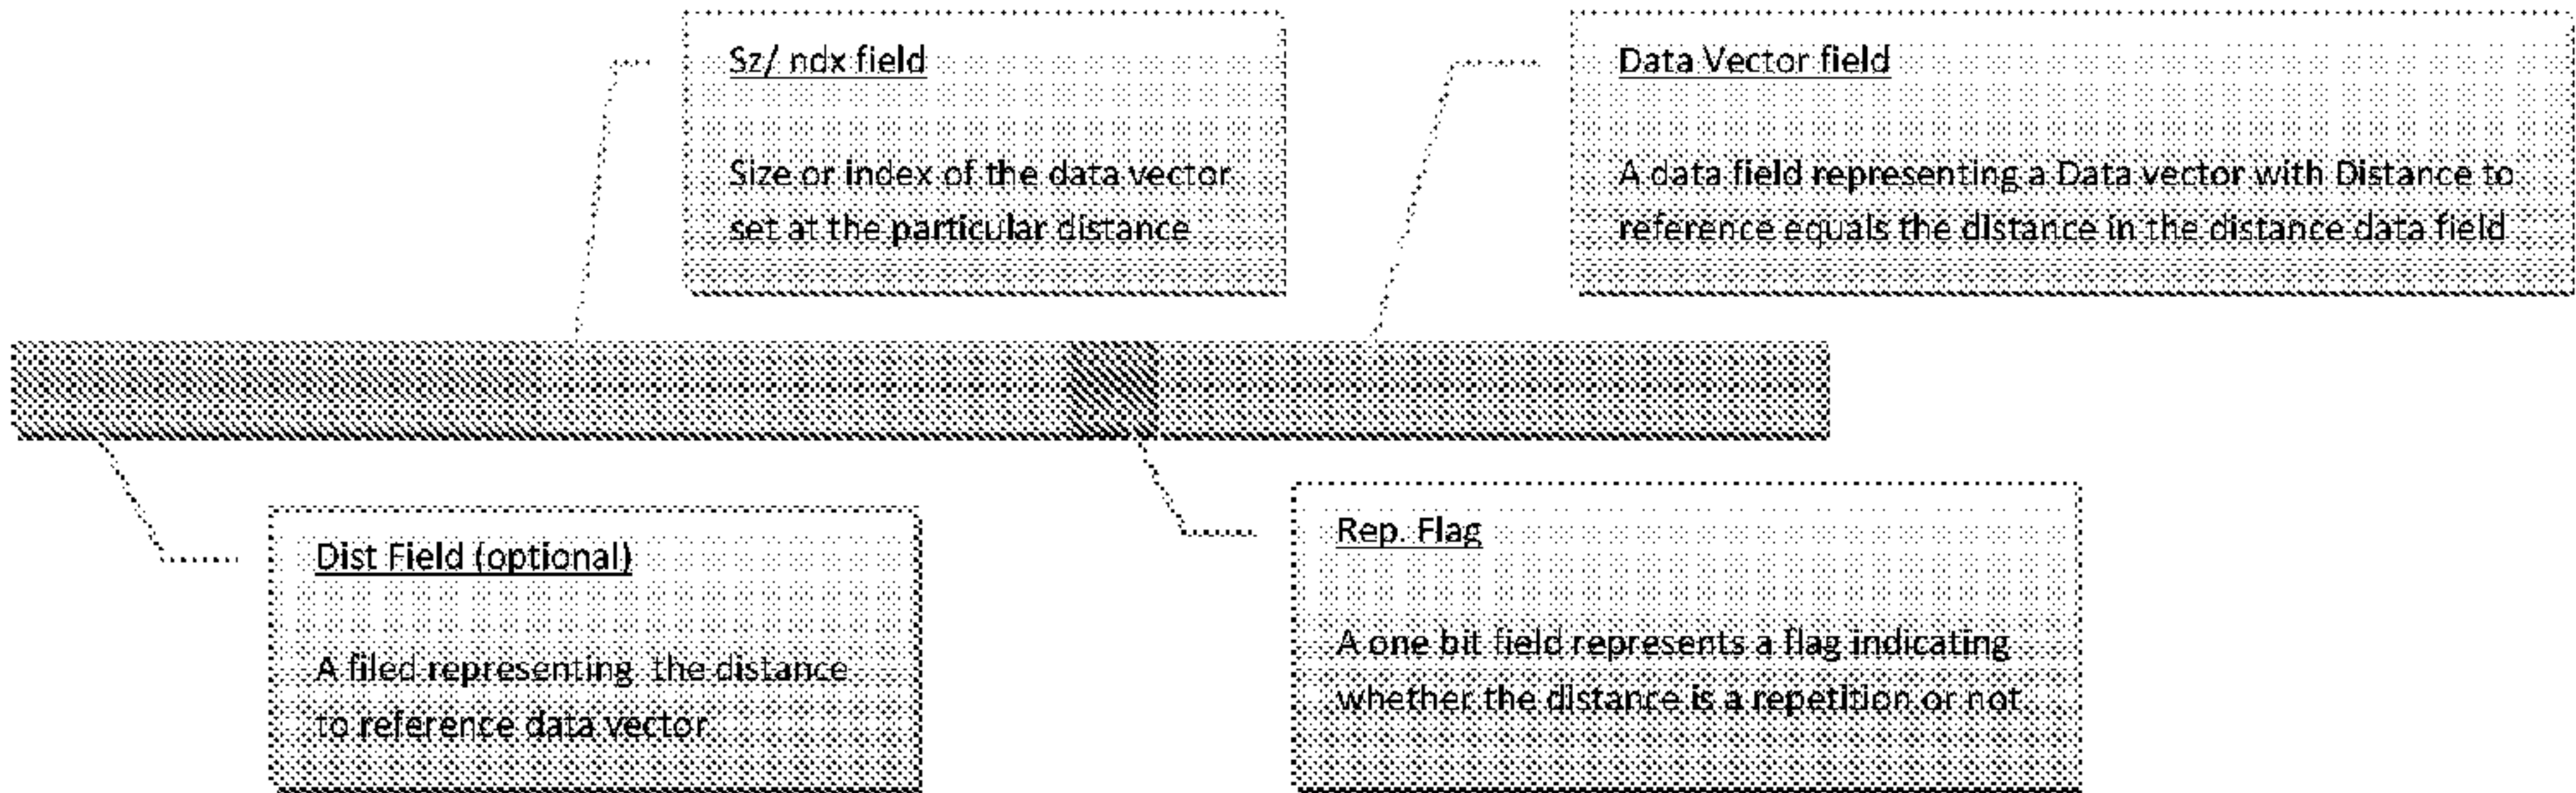 Sz/ ndx field
Size or index of the data vector
set at the particular distance
Data Vector field
A data field representing a Data vector with Distance to
reference equals the distance in the distance data field
Dist Field (optional)
A filed representing the distance
to reference data vector
Rep. Flag
A one bit field represents a flag indicating
whether the distance is a repetition or not